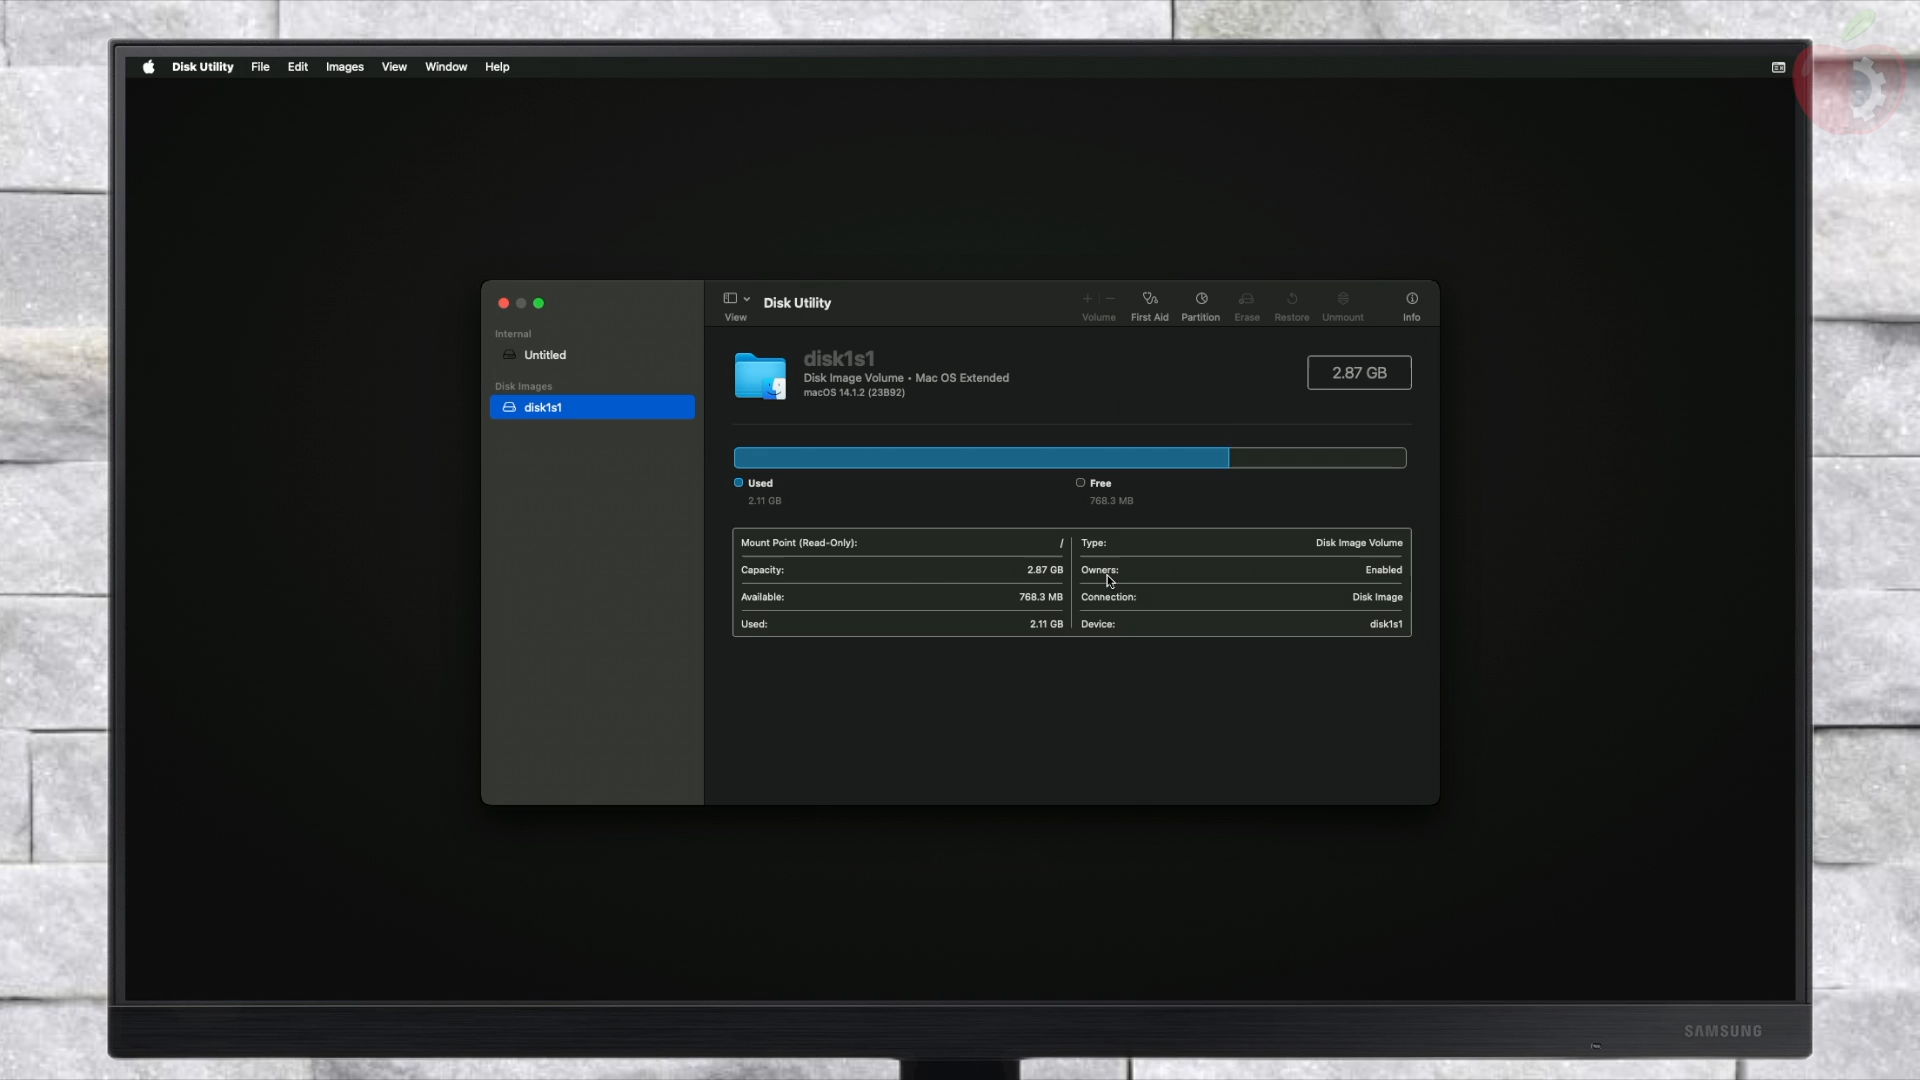 Disk Utility File Edit Images View Window Help
Disk Utility
View
Volume First Aid Partition Erase Restore Unmount Info
Internal
Untitled
Disk Images
disk1s1
disk1s1
Disk Image Volume • Mac OS Extended
macOS 14.1.2 (23B92)
2.87 GB
Used
2.11 GB
Free
768.3 MB
Mount Point (Read-Only): /
Type: Disk Image Volume
Capacity: 2.87 GB
Owners: Enabled
Available: 768.3 MB
Connection: Disk Image
Used: 2.11 GB
Device: disk1s1
SAMSUNG